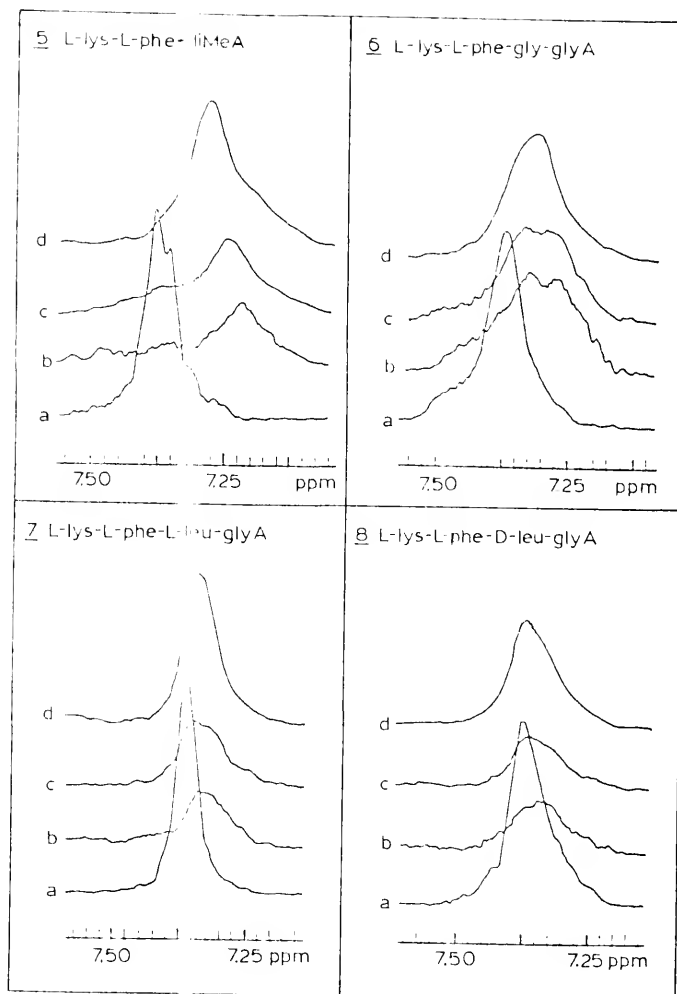 5 L-lys-L-phe-
6 L-lys-L-phe-gly-glyA
d
c
b
a
7.50 7.25 ppm
d
c
b
a
7.50 7.25 ppm
7 L-lys-L-phe-L-leu-glyA
8 L-lys-L-phe-D-leu-glyA
d
c
b
a
7.50 7.25 ppm
d
c
b
a
7.50 7.25 ppm